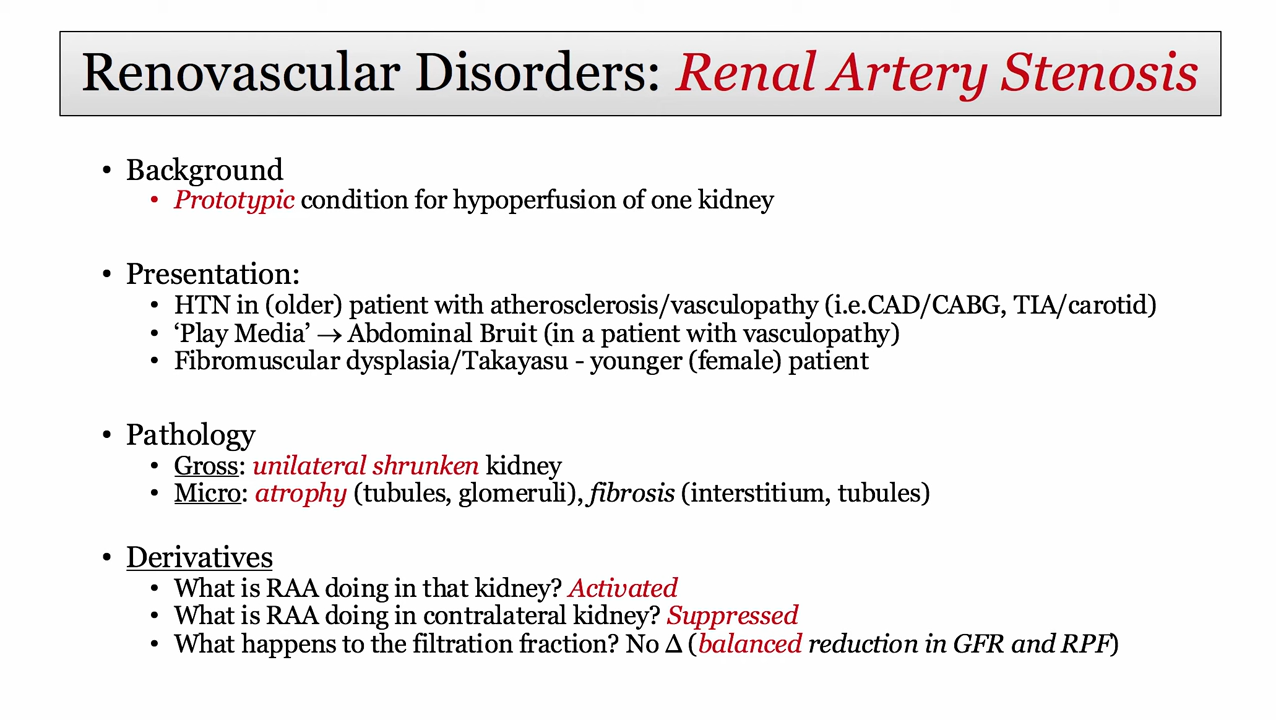 Renovascular Disorders: Renal Artery Stenosis
• Background
• Prototypic condition for hypoperfusion of one kidney
• Presentation:
• HTN in (older) patient with atherosclerosis/vasculopathy (i.e.CAD/CABG, TIA/carotid)
• ‘Play Media’ → Abdominal Bruit (in a patient with vasculopathy)
• Fibromuscular dysplasia/Takayasu - younger (female) patient
• Pathology
• Gross: unilateral shrunken kidney
• Micro: atrophy (tubules, glomeruli), fibrosis (interstitium, tubules)
• Derivatives
• What is RAA doing in that kidney? Activated
• What is RAA doing in contralateral kidney? Suppressed
• What happens to the filtration fraction? No Δ (balanced reduction in GFR and RPF)